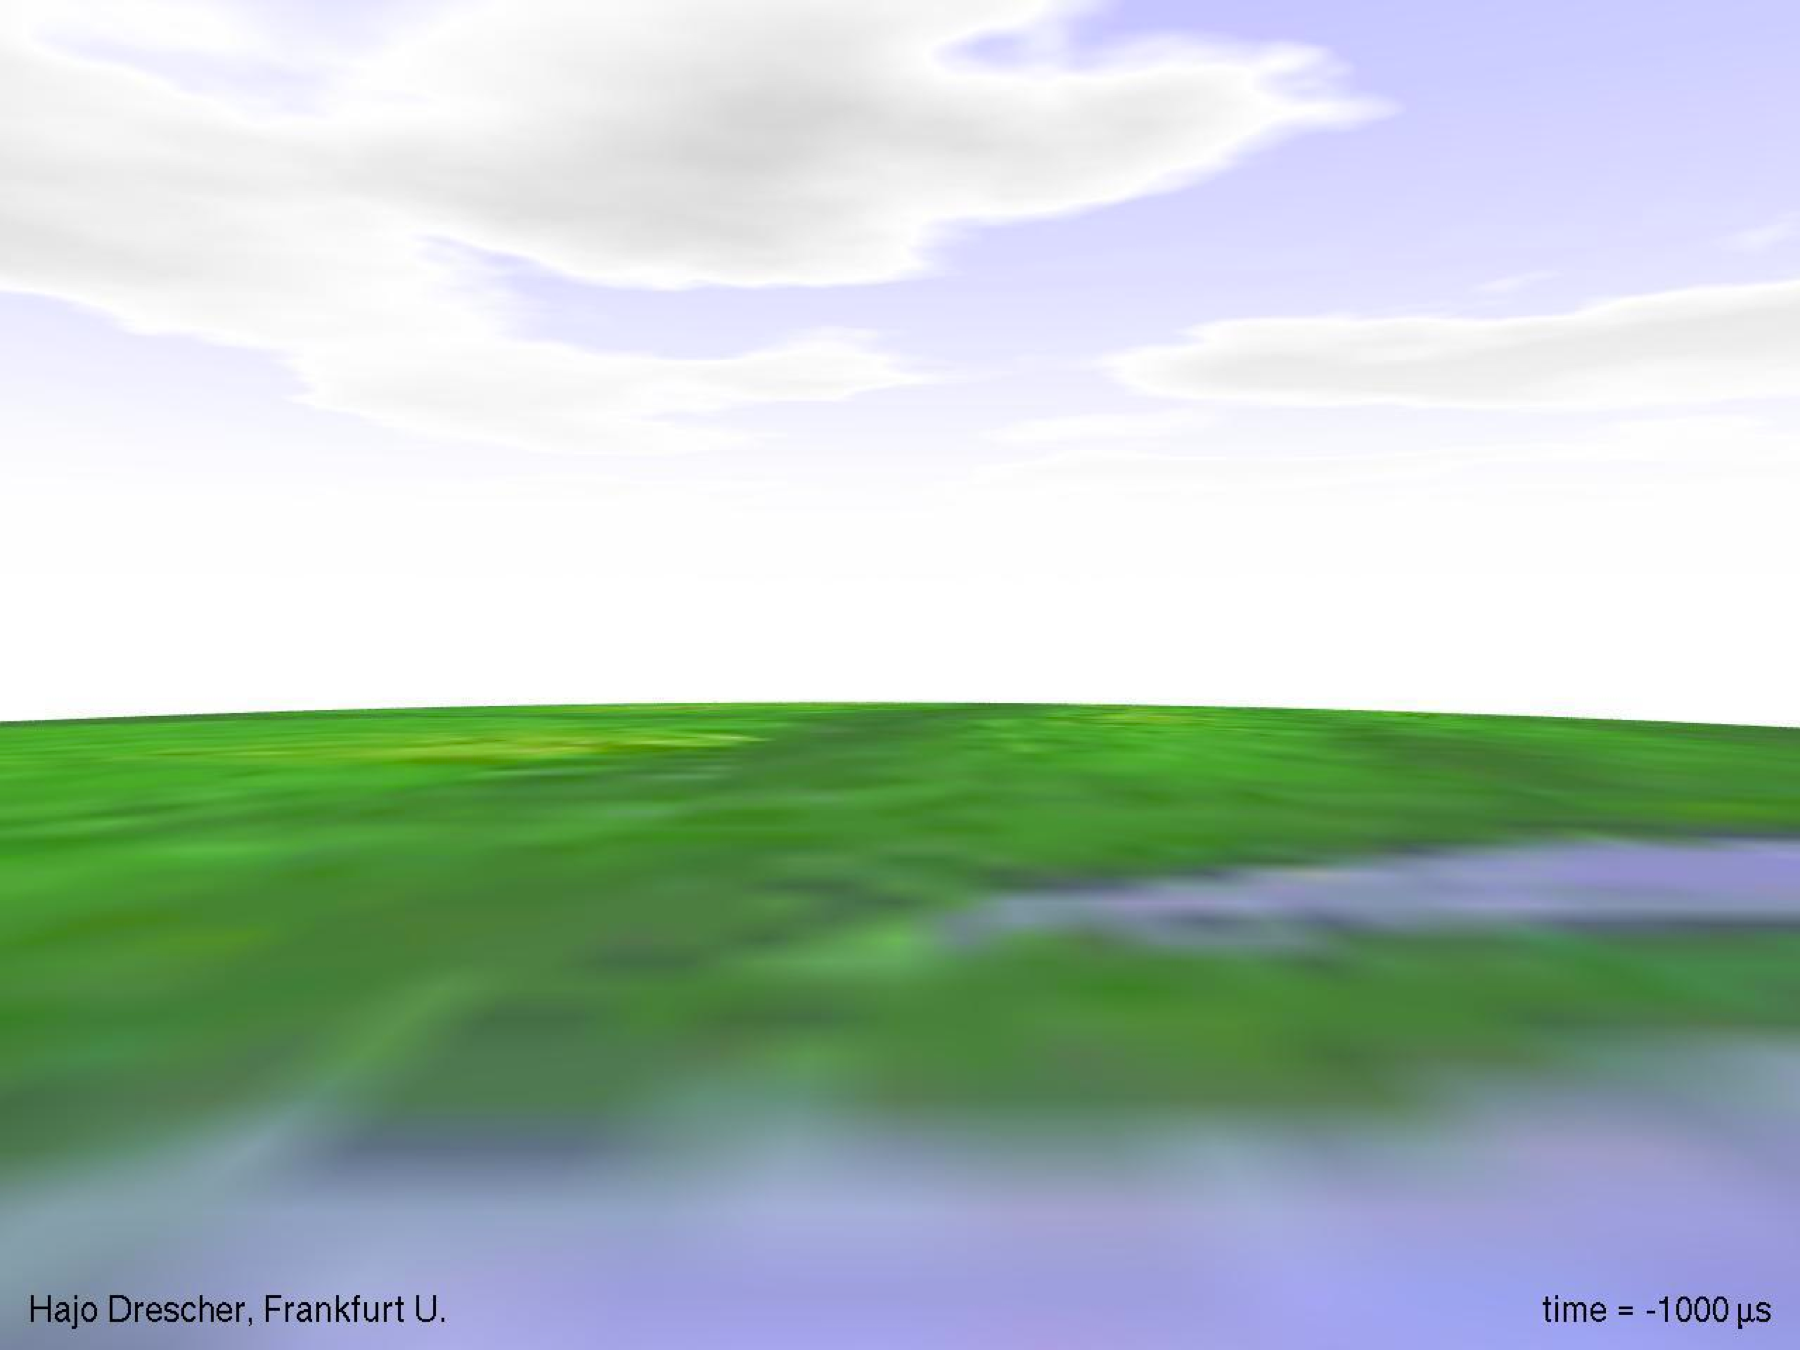 Hajo Drescher, Frankfurt U.
time = -1000 µs